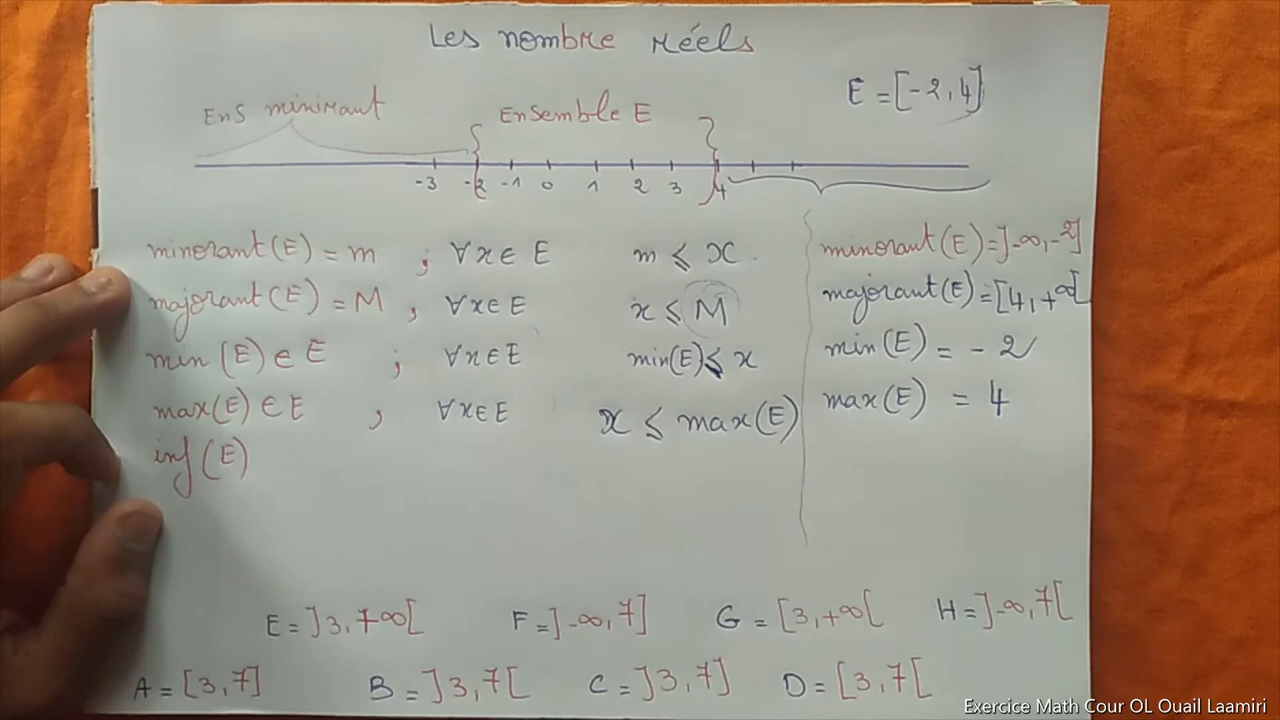 Les nombre réels
E = [-2, 4]
Ens minirant
Ensemble E
-3 -2 -1 0 1 2 3 4
minorant(E) = m ; ∀x∈ E m ⩽ x
majorant(E) = M , ∀x∈E x ⩽ M
min (E) ∈ E ; ∀x∈E min(E) ⩽ x
max(E) ∈ E , ∀x∈E x ⩽ max(E)
inf (E)
minorant(E)=]-∞,-2]
majorant(E)=[4,+∞[
min(E) = -2
max(E) = 4
E = ]3, +∞[ F = ]-∞, 7] G = [3, +∞[ H = ]-∞, 7[
A = [3, 7] B = ]3, 7[ C = ]3, 7] D = [3, 7[
Exercice Math Cour OL Ouail Laamiri